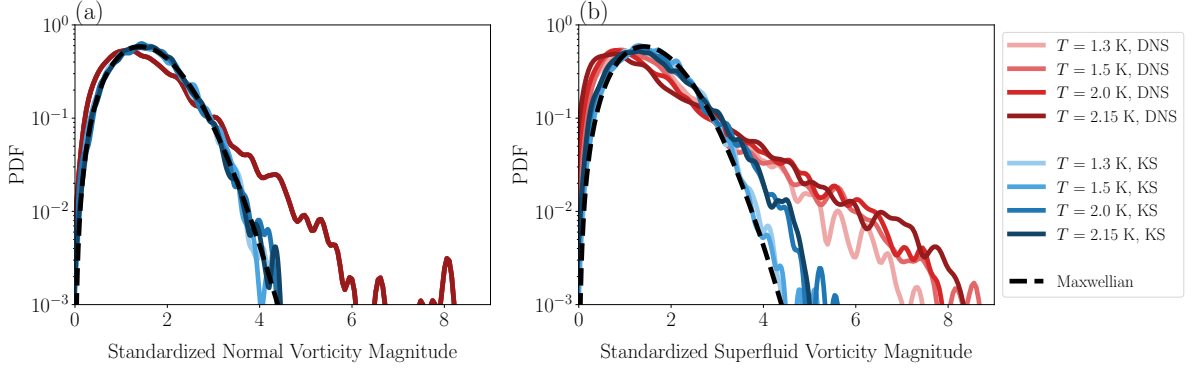 (a)
(b)
10^0
10^-1
10^-2
10^-3
PDF
0 2 4 6 8
Standardized Normal Vorticity Magnitude
10^0
10^-1
10^-2
10^-3
PDF
0 2 4 6 8
Standardized Superfluid Vorticity Magnitude
T = 1.3 K, DNS
T = 1.5 K, DNS
T = 2.0 K, DNS
T = 2.15 K, DNS
T = 1.3 K, KS
T = 1.5 K, KS
T = 2.0 K, KS
T = 2.15 K, KS
Maxwellian